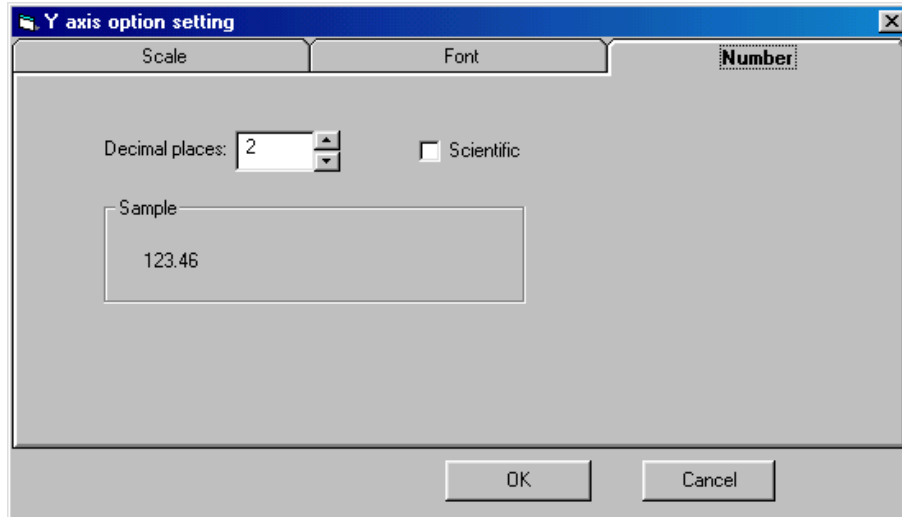 Y axis option setting
Scale Font Number
Decimal places: 2 Scientific
Sample
123.46
OK Cancel